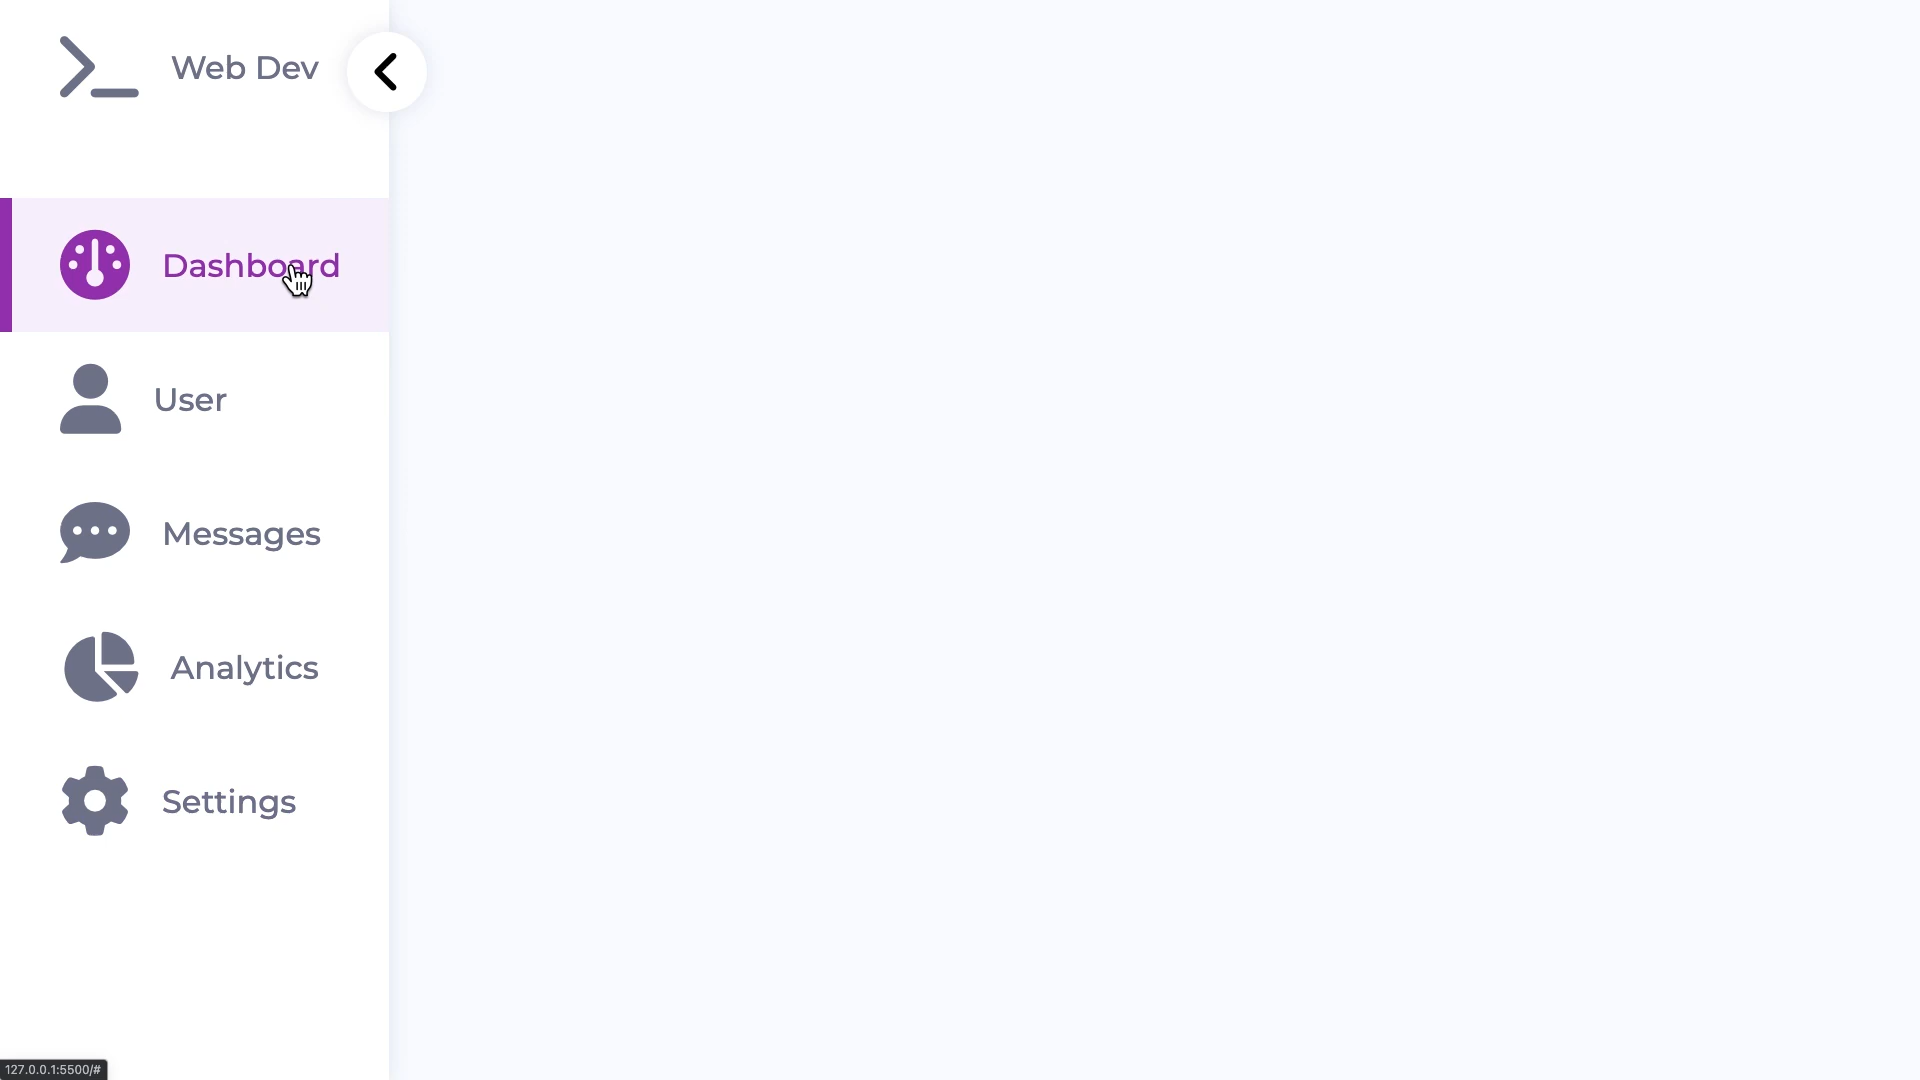 Web Dev
Dashboard
User
Messages
Analytics
Settings
127.0.0.1:5500/#